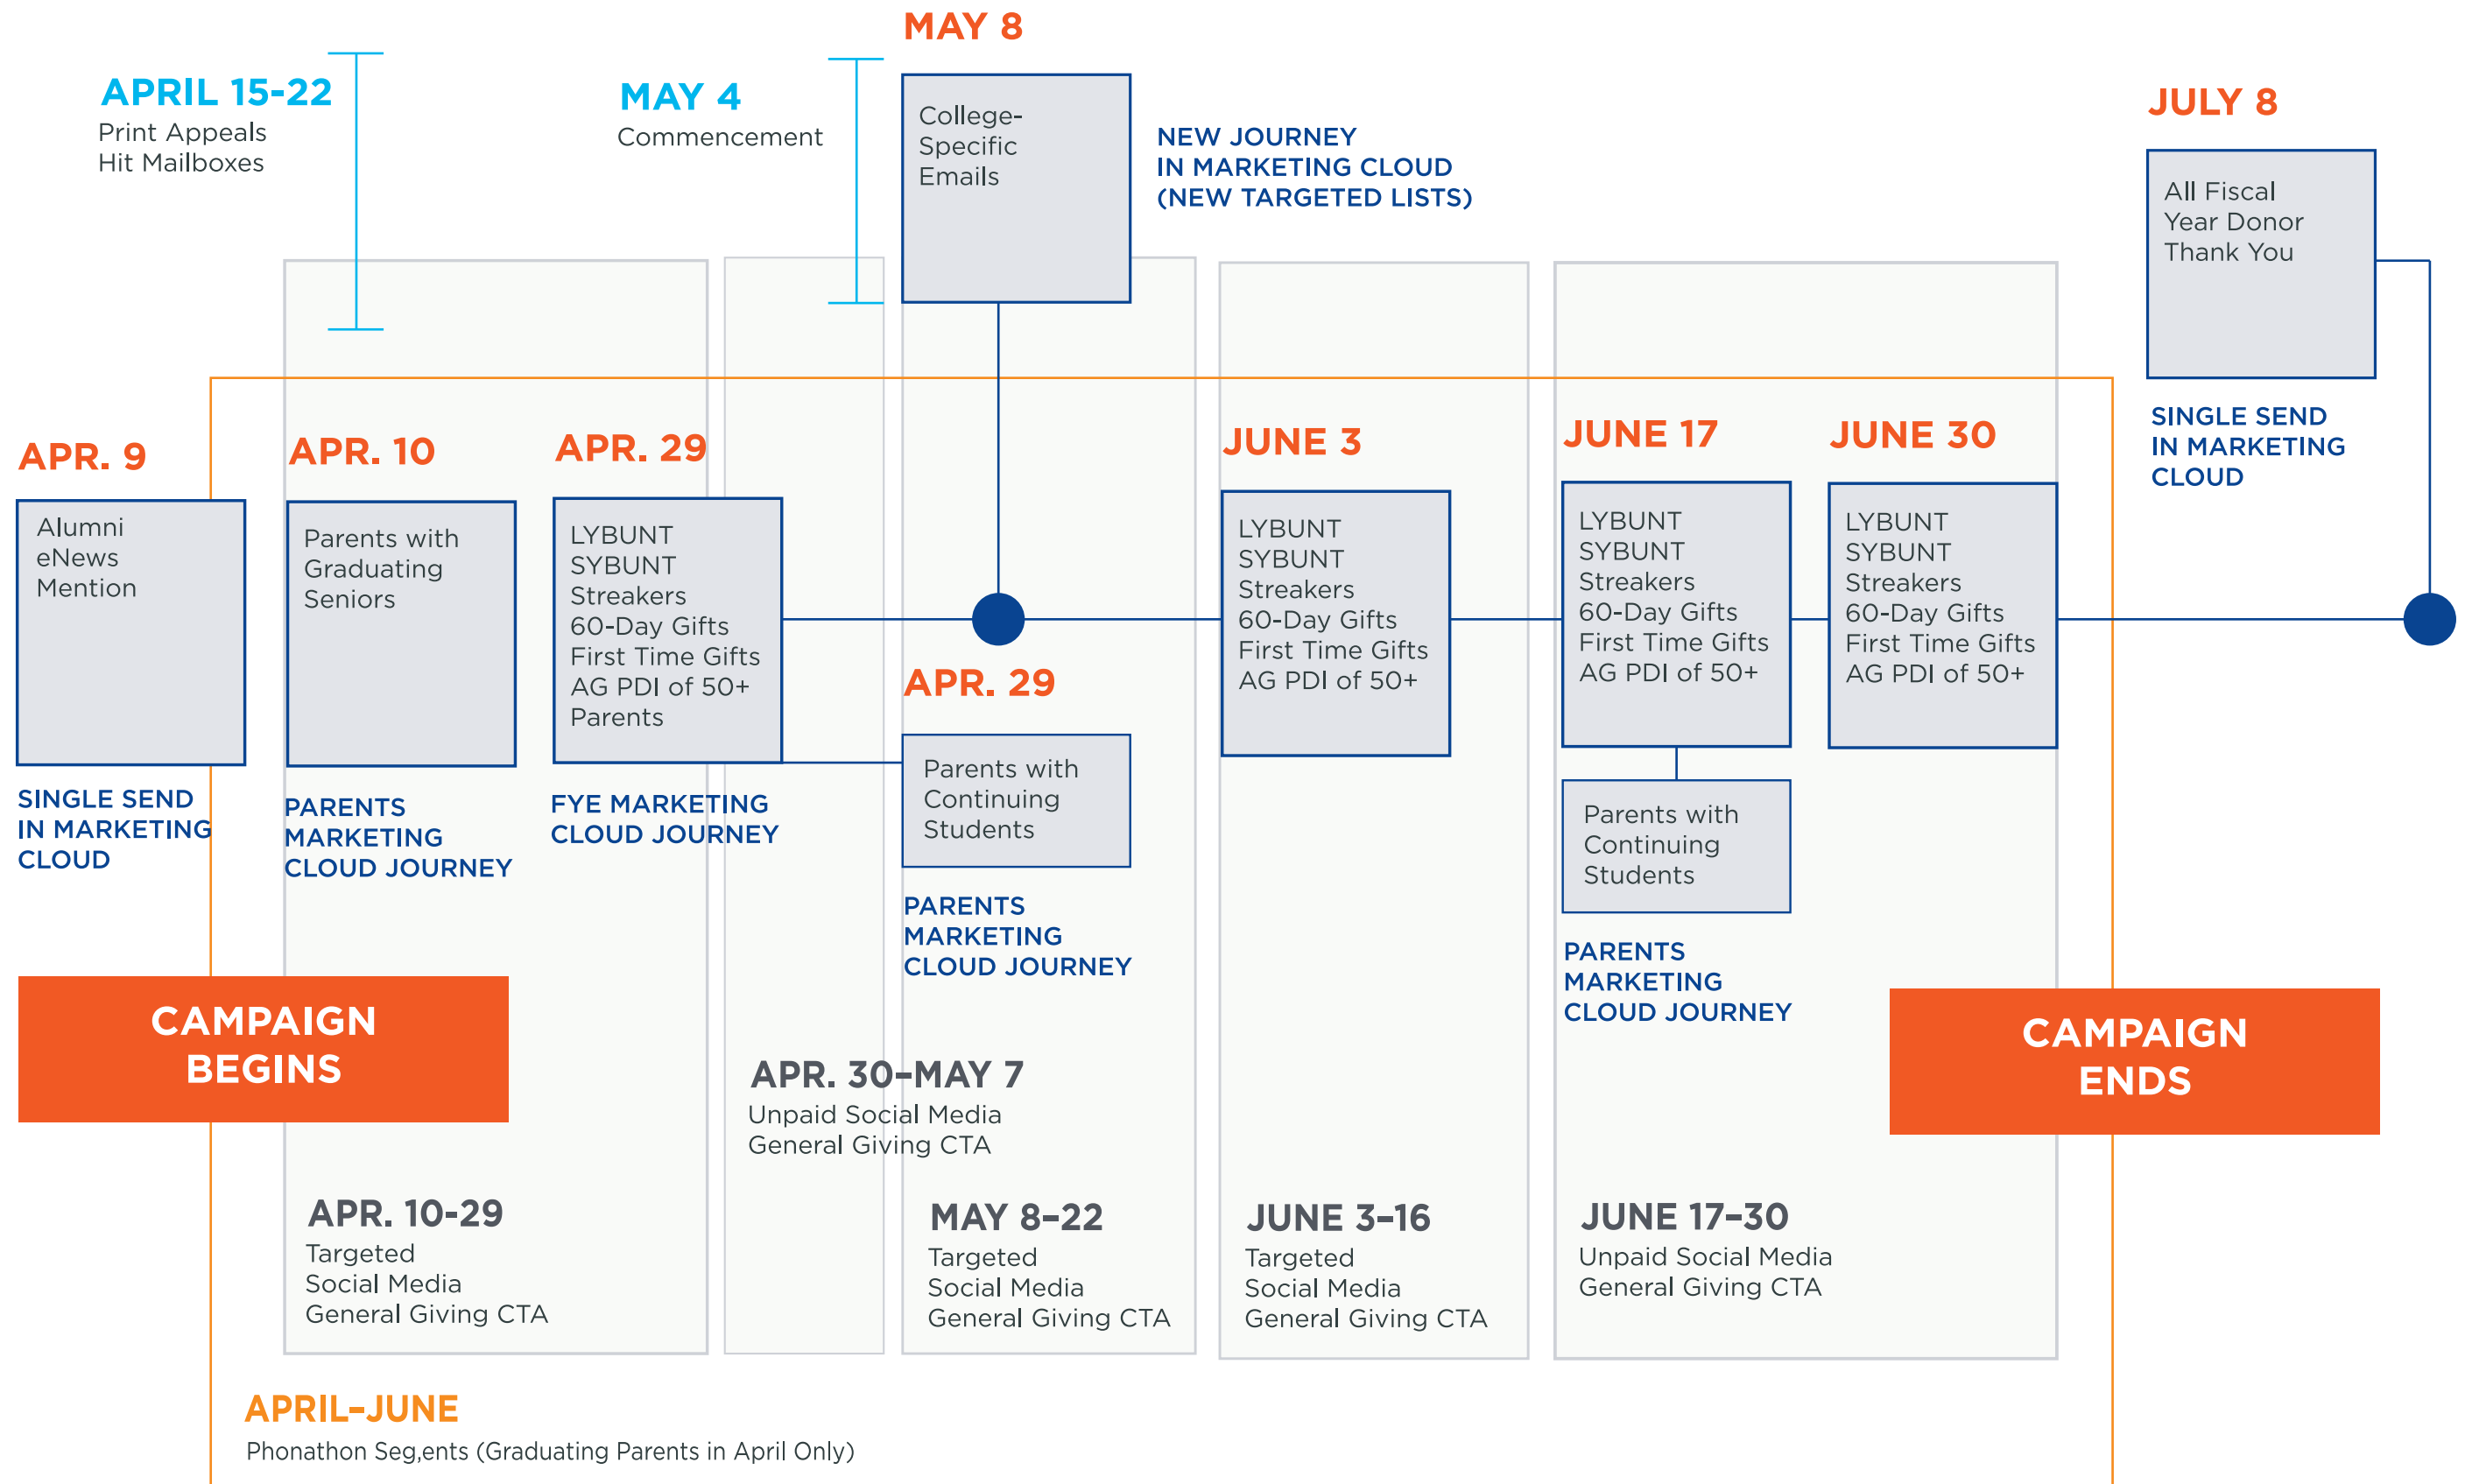 MAY 8
College-
Specific
Emails
APRIL 15-22
Print Appeals
Hit Mailboxes
MAY 4
Commencement
NEW JOURNEY
IN MARKETING CLOUD
(NEW TARGETED LISTS)
JULY 8
All Fiscal
Year Donor
Thank You
SINGLE SEND
IN MARKETING
CLOUD
APR. 9
Alumni
eNews
Mention
SINGLE SEND
IN MARKETING
CLOUD
APR. 10
Parents with
Graduating
Seniors
PARENTS
MARKETING
CLOUD JOURNEY
APR. 29
LYBUNT
SYBUNT
Streakers
60-Day Gifts
First Time Gifts
AG PDI of 50+
Parents
FYE MARKETING
CLOUD JOURNEY
APR. 29
Parents with
Continuing
Students
PARENTS
MARKETING
CLOUD JOURNEY
JUNE 3
LYBUNT
SYBUNT
Streakers
60-Day Gifts
First Time Gifts
AG PDI of 50+
JUNE 17
LYBUNT
SYBUNT
Streakers
60-Day Gifts
First Time Gifts
AG PDI of 50+
Parents with
Continuing
Students
PARENTS
MARKETING
CLOUD JOURNEY
JUNE 30
LYBUNT
SYBUNT
Streakers
60-Day Gifts
First Time Gifts
AG PDI of 50+
CAMPAIGN
BEGINS
CAMPAIGN
ENDS
APR. 30–MAY 7
Unpaid Social Media
General Giving CTA
APR. 10-29
Targeted
Social Media
General Giving CTA
MAY 8–22
Targeted
Social Media
General Giving CTA
JUNE 3–16
Targeted
Social Media
General Giving CTA
JUNE 17–30
Unpaid Social Media
General Giving CTA
APRIL–JUNE
Phonathon Seg,ents (Graduating Parents in April Only)